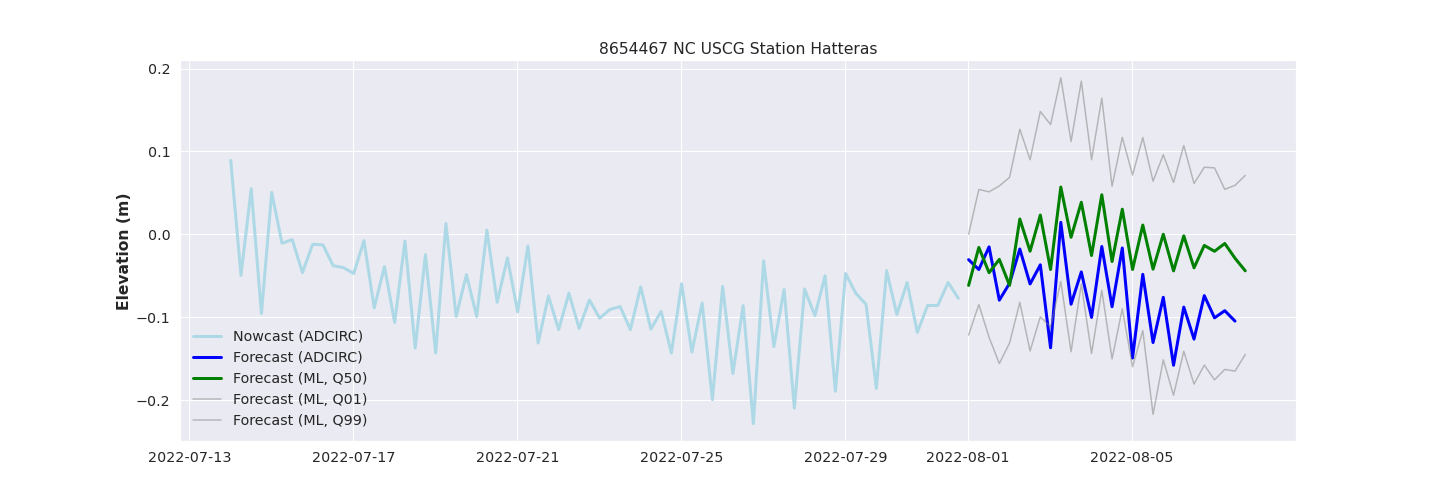 8654467 NC USCG Station Hatteras
0.2
0.1
0.0
−0.1
−0.2
Elevation (m)
Nowcast (ADCIRC)
Forecast (ADCIRC)
Forecast (ML, Q50)
Forecast (ML, Q01)
Forecast (ML, Q99)
2022-07-13 2022-07-17 2022-07-21 2022-07-25 2022-07-29 2022-08-01 2022-08-05